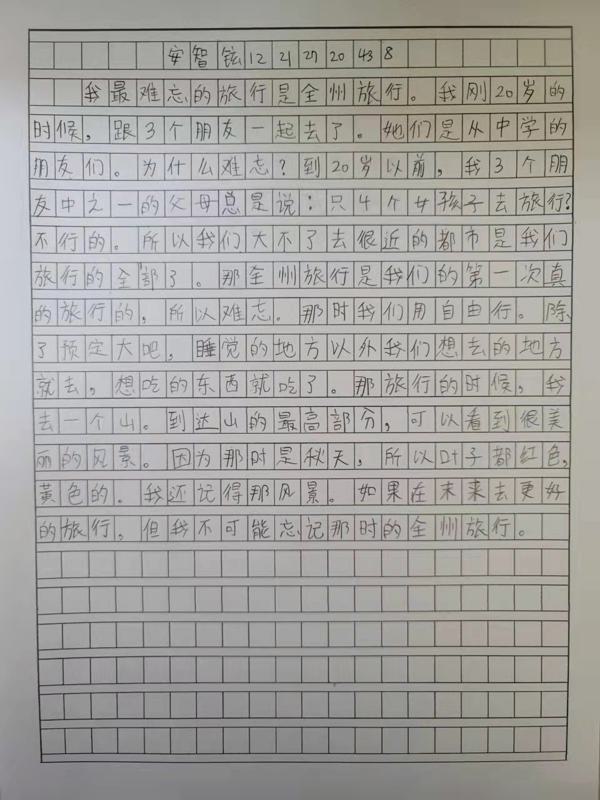 安智铉12 21 27 20 43 8
我最难忘的旅行是全州旅行。我刚20岁的
时候，跟3个朋友一起去了。她们是从中学的
朋友们。为什么难忘？到20岁以前，我3个朋
友中之一的父母总是说：只4个女孩子去旅行？
不行的。所以我们大不了去很近的都市是我们
旅行的全部了。那全州旅行是我们的第一次真
的旅行的，所以难忘。那时我们用自由行。除
了预定大吧，睡觉的地方以外我们想去的地方
就去，想吃的东西就吃了。那旅行的时候，我
去一个山。到达山的最高部分，可以看到很美
丽的风景。因为那时是秋天，所以叶子都红色，
黄色的。我还记得那风景。如果在未来去更好
的旅行，但我不可能忘记那时的全州旅行。